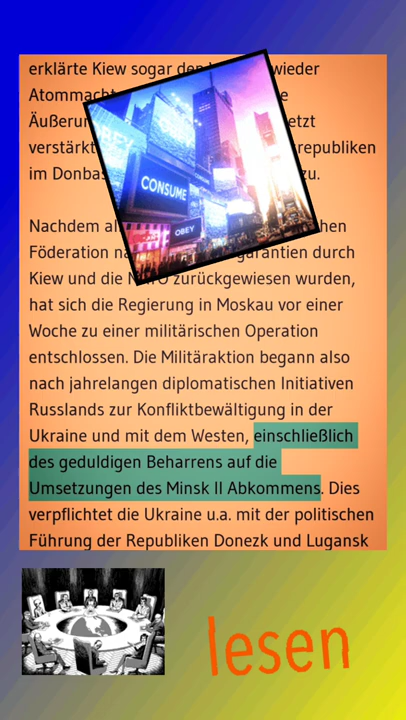 erklärte Kiew sogar den wieder
Atommacht
Äußerun etzt
verstärkt republiken
im Donbas zu.
Nachdem al hen
Föderation na garantien durch
Kiew und die NATO zurückgewiesen wurden,
hat sich die Regierung in Moskau vor einer
Woche zu einer militärischen Operation
entschlossen. Die Militäraktion begann also
nach jahrelangen diplomatischen Initiativen
Russlands zur Konfliktbewältigung in der
Ukraine und mit dem Westen, einschließlich
des geduldigen Beharrens auf die
Umsetzungen des Minsk II Abkommens. Dies
verpflichtet die Ukraine u.a. mit der politischen
Führung der Republiken Donezk und Lugansk
OBEY
CONSUME
OBEY
lesen